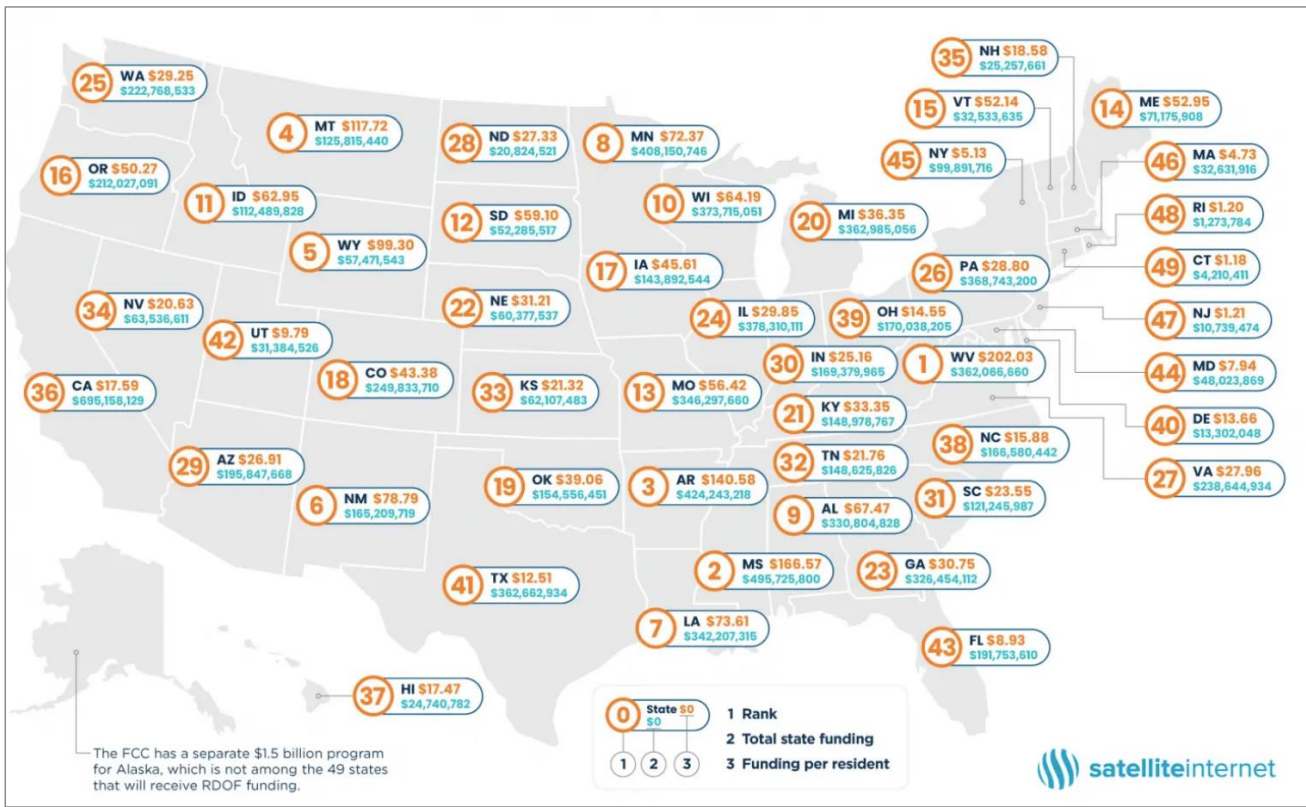 35 NH $18.58
$25,257,661
25 WA $29.25
$222,768,533
15 VT $52.14
$32,533,635
14 ME $52.95
$71,175,908
4 MT $117.72
$125,815,440
28 ND $27.33
$20,824,521
8 MN $72.37
$408,150,746
45 NY $5.13
$99,891,716
46 MA $4.73
$32,631,916
16 OR $50.27
$212,027,091
11 ID $62.95
$112,489,828
10 WI $64.19
$373,715,051
12 SD $59.10
$52,285,517
20 MI $36.35
$362,985,056
48 RI $1.20
$1,273,784
5 WY $99.30
$57,471,543
17 IA $45.61
$143,892,544
26 PA $28.80
$368,743,200
49 CT $1.18
$4,210,411
34 NV $20.63
$63,536,611
22 NE $31.21
$60,377,537
24 IL $29.85
$378,310,111
39 OH $14.55
$170,038,205
47 NJ $1.21
$10,739,474
42 UT $9.79
$31,384,526
18 CO $43.38
$249,833,710
30 IN $25.16
$169,379,965
1 WV $202.03
$362,066,660
44 MD $7.94
$48,023,869
36 CA $17.59
$695,158,129
33 KS $21.32
$62,107,483
13 MO $56.42
$346,297,660
21 KY $33.35
$148,978,767
40 DE $13.66
$13,302,048
38 NC $15.88
$166,580,442
29 AZ $26.91
$195,847,668
32 TN $21.76
$148,625,826
27 VA $27.96
$238,644,934
6 NM $78.79
$165,209,719
19 OK $39.06
$154,556,451
3 AR $140.58
$424,243,218
31 SC $23.55
$121,245,987
9 AL $67.47
$330,804,828
41 TX $12.51
$362,662,934
2 MS $166.57
$495,725,800
23 GA $30.75
$326,454,112
7 LA $73.61
$342,207,315
43 FL $8.93
$191,753,610
37 HI $17.47
$24,740,782
0 State $0
$0
1 2 3
1 Rank
2 Total state funding
3 Funding per resident
The FCC has a separate $1.5 billion program
for Alaska, which is not among the 49 states
that will receive RDOF funding.
satelliteinternet